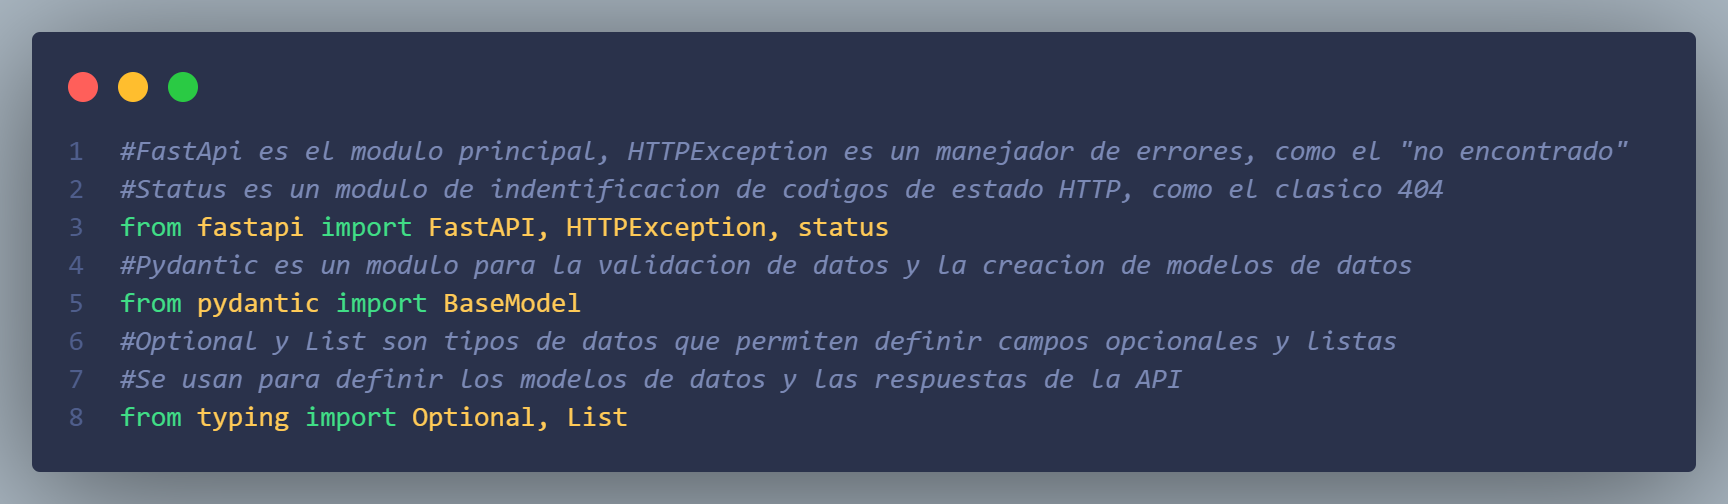 1 #FastApi es el modulo principal, HTTPException es un manejador de errores, como el "no encontrado"
2 #Status es un modulo de indentificacion de codigos de estado HTTP, como el clasico 404
3 from fastapi import FastAPI, HTTPException, status
4 #Pydantic es un modulo para la validacion de datos y la creacion de modelos de datos
5 from pydantic import BaseModel
6 #Optional y List son tipos de datos que permiten definir campos opcionales y listas
7 #Se usan para definir los modelos de datos y las respuestas de la API
8 from typing import Optional, List